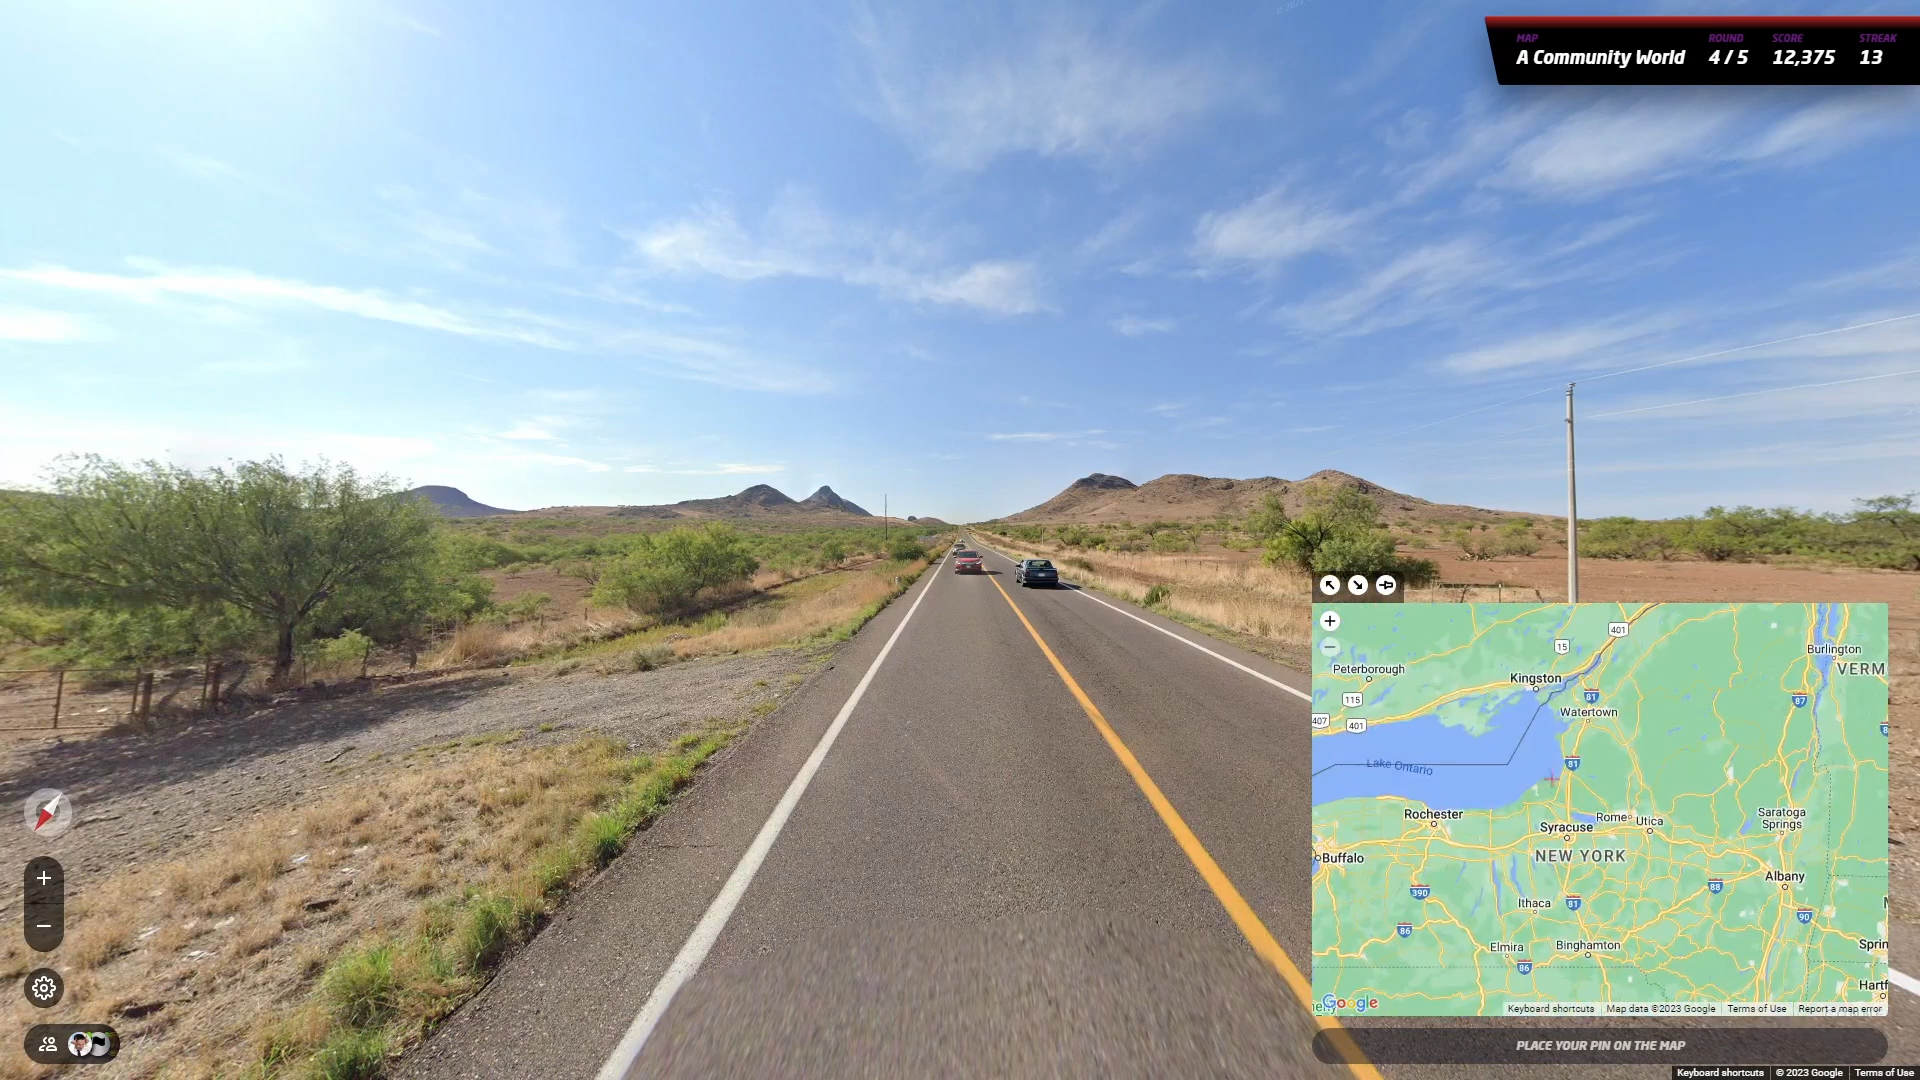 MAP
A Community World
ROUND
4 / 5
SCORE
12,375
STREAK
13
401
15
Burlington
VERM
Peterborough
Kingston
81
87
115
Watertown
407
401
81
Lake Ontario
Rochester
Syracuse
Rome
Utica
Saratoga
Springs
Buffalo
NEW YORK
Albany
390
88
Ithaca
81
90
86
Elmira
Binghamton
Sprin
86
Hartf
Google
Keyboard shortcuts
Map data ©2023 Google
Terms of Use
Report a map error
PLACE YOUR PIN ON THE MAP
Keyboard shortcuts
© 2023 Google
Terms of Use